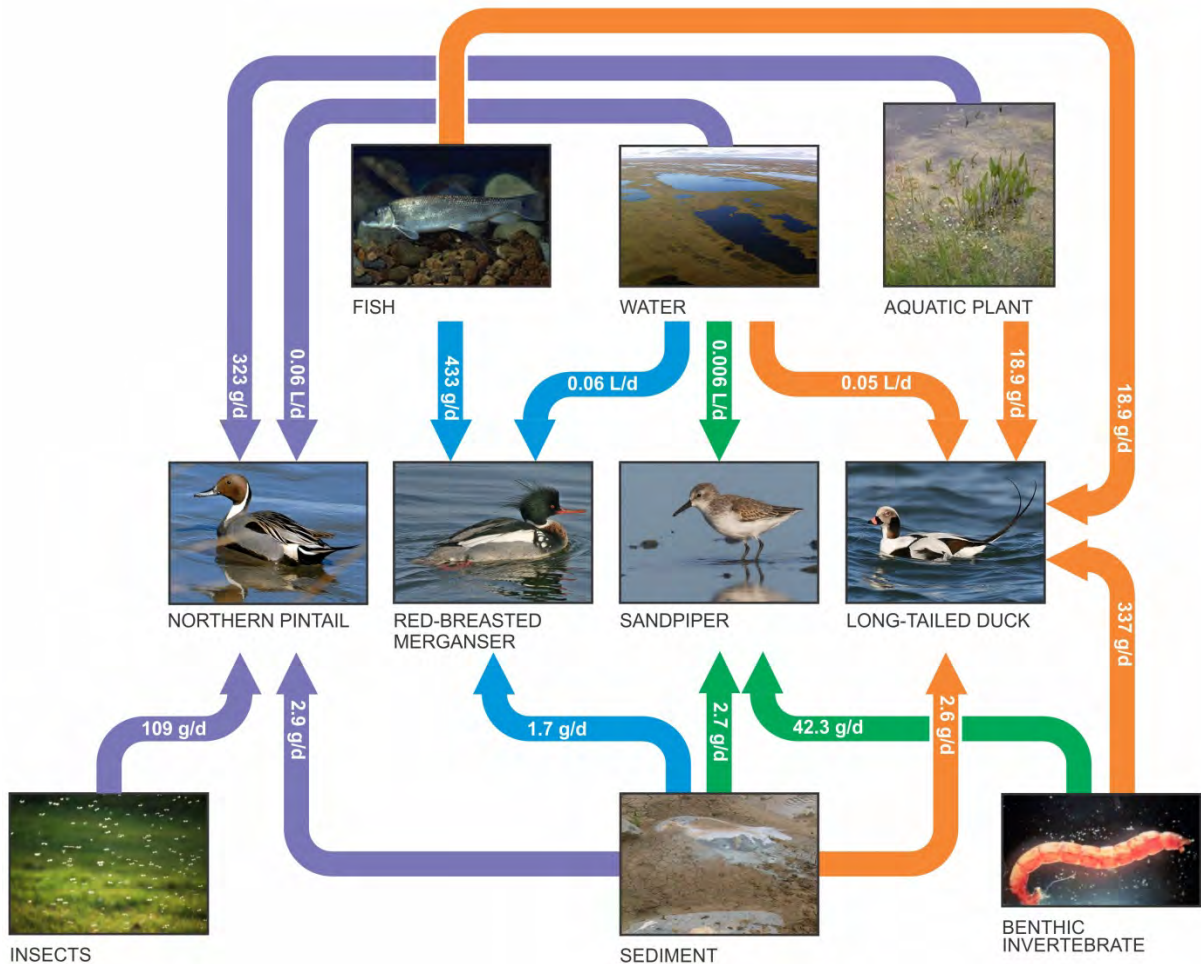 FISH
WATER
AQUATIC PLANT
323 g/d
0.06 L/d
433 g/d
0.06 L/d
0.006 L/d
0.05 L/d
18.9 g/d
18.9 g/d
NORTHERN PINTAIL
RED-BREASTED
MERGANSER
SANDPIPER
LONG-TAILED DUCK
337 g/d
109 g/d
2.9 g/d
1.7 g/d
2.7 g/d
42.3 g/d
2.6 g/d
INSECTS
SEDIMENT
BENTHIC
INVERTEBRATE